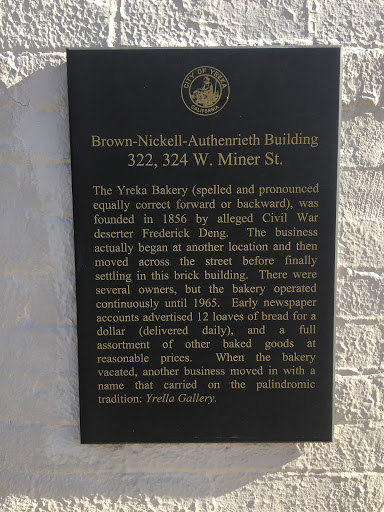 CITY OF YREKA
CALIFORNIA
Brown-Nickell-Authenrieth Building
322, 324 W. Miner St.
The Yreka Bakery (spelled and pronounced
equally correct forward or backward), was
founded in 1856 by alleged Civil War
deserter Frederick Deng. The business
actually began at another location and then
moved across the street before finally
settling in this brick building. There were
several owners, but the bakery operated
continuously until 1965. Early newspaper
accounts advertised 12 loaves of bread for a
dollar (delivered daily), and a full
assortment of other baked goods at
reasonable prices. When the bakery
vacated, another business moved in with a
name that carried on the palindromic
tradition: Yrella Gallery.